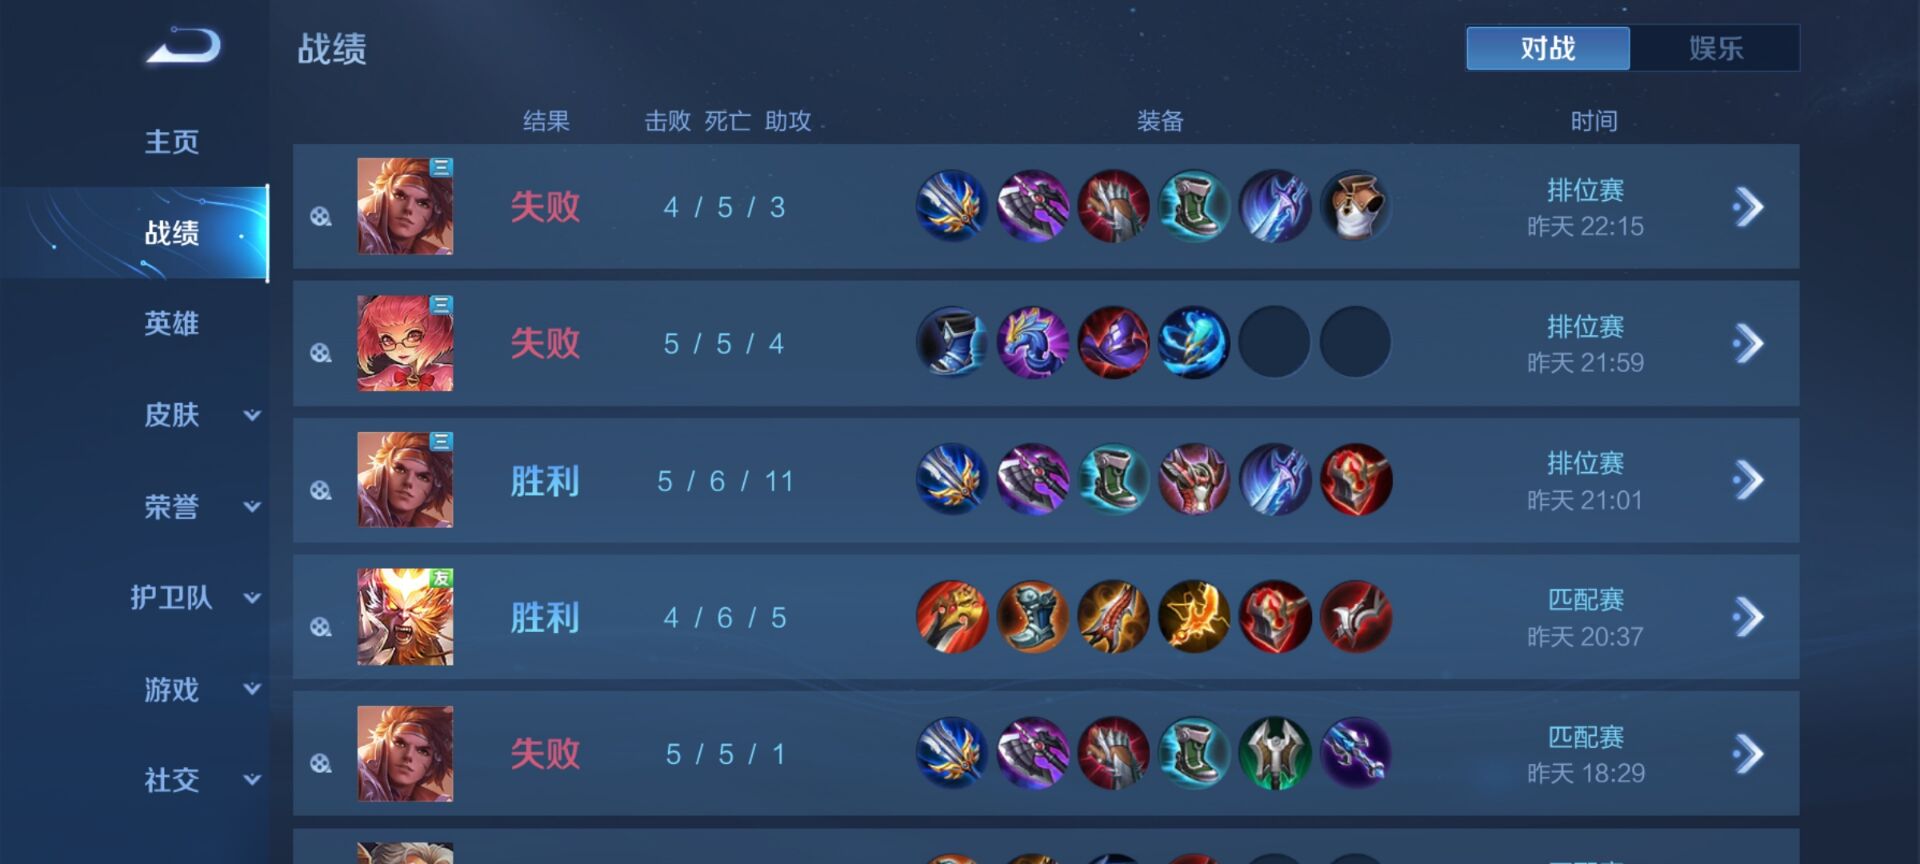 战绩
对战 娱乐
结果 击败 死亡 助攻 装备 时间
主页
战绩
英雄
皮肤
荣誉
护卫队
游戏
社交
三
失败 4 / 5 / 3 排位赛
昨天 22:15
三
失败 5 / 5 / 4 排位赛
昨天 21:59
三
胜利 5 / 6 / 11 排位赛
昨天 21:01
友
胜利 4 / 6 / 5 匹配赛
昨天 20:37
失败 5 / 5 / 1 匹配赛
昨天 18:29